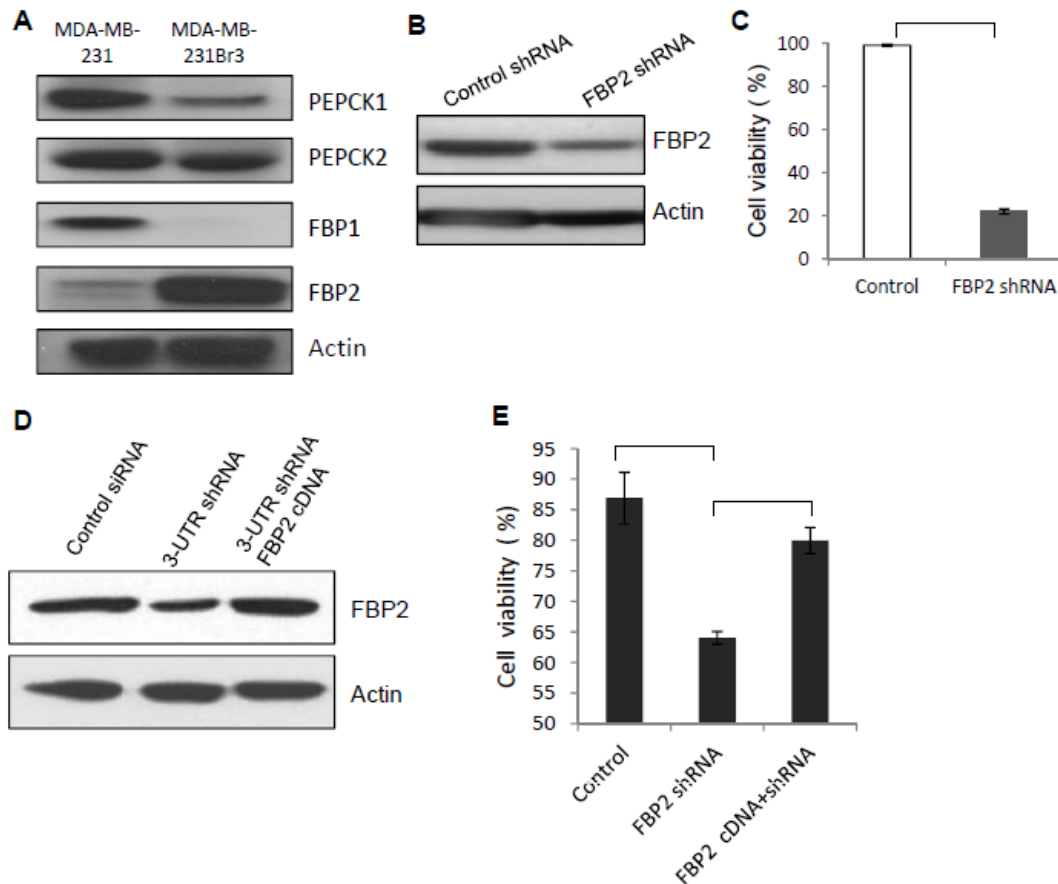 A
MDA-MB-
231
MDA-MB-
231Br3
PEPCK1
PEPCK2
FBP1
FBP2
Actin
B
Control shRNA
FBP2 shRNA
FBP2
Actin
C
Cell viability ( %)
100
80
60
40
20
0
Control
FBP2 shRNA
D
Control siRNA
3-UTR shRNA
3-UTR shRNA
FBP2 cDNA
FBP2
Actin
E
Cell viability ( %)
95
90
85
80
75
70
65
60
55
50
Control
FBP2 shRNA
FBP2 cDNA+shRNA